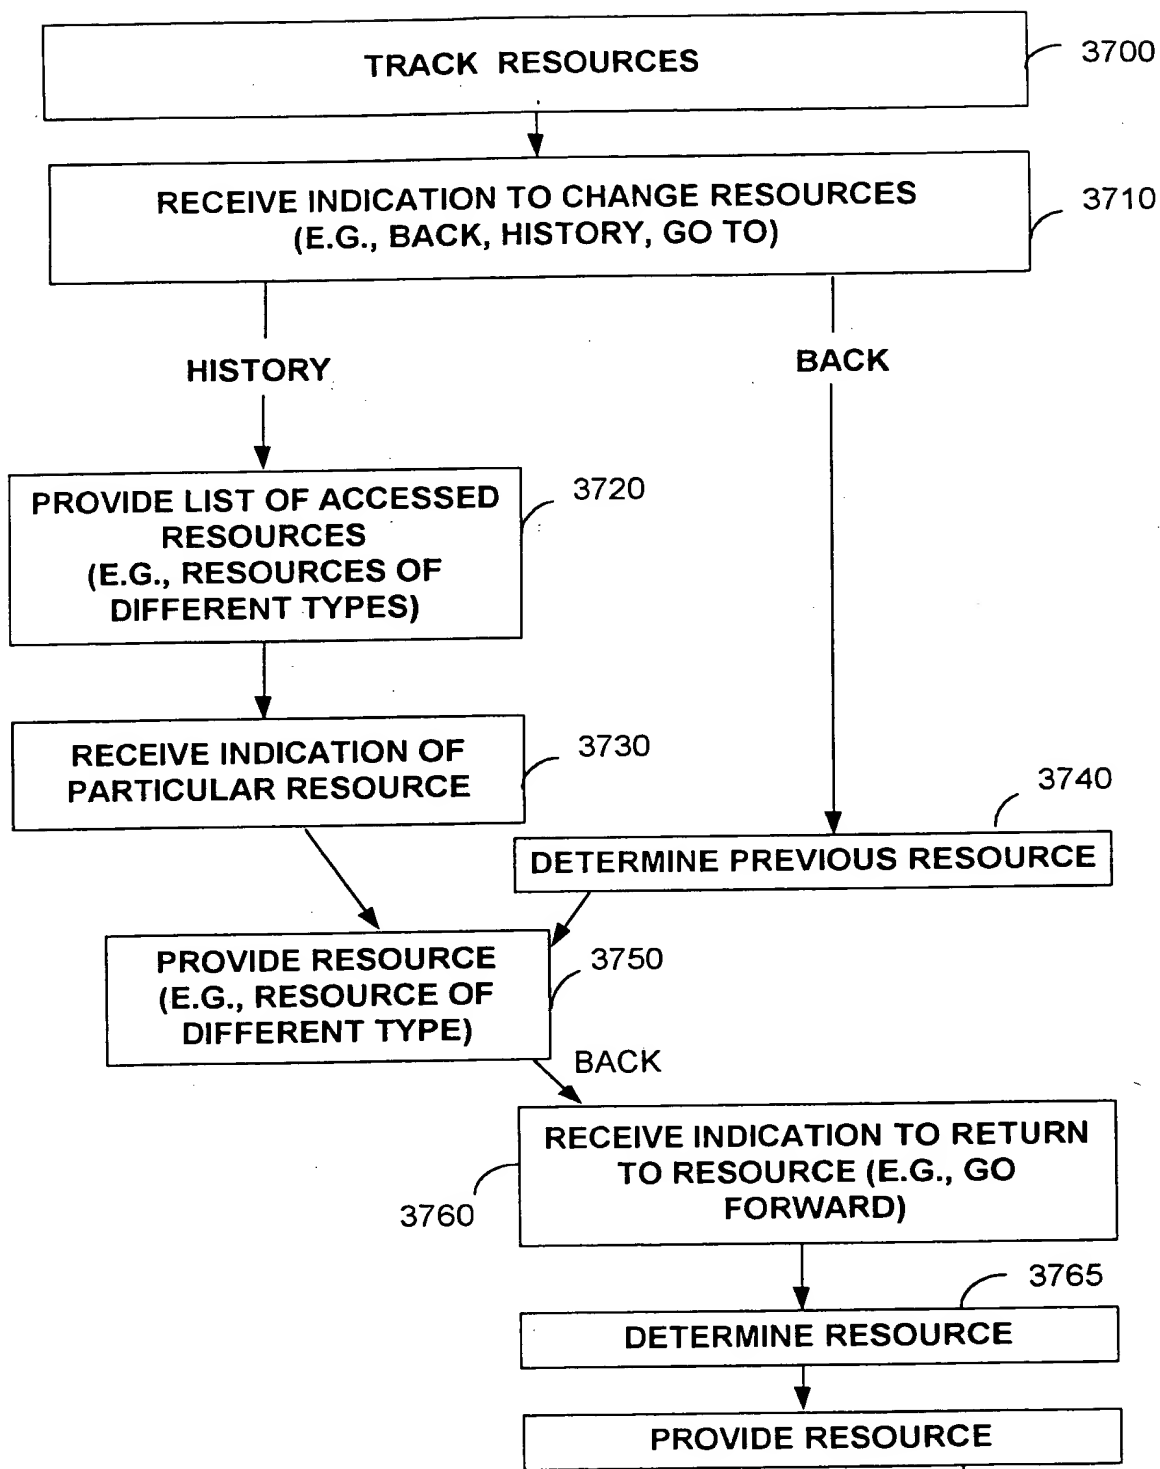 TRACK RESOURCES
3700
RECEIVE INDICATION TO CHANGE RESOURCES
(E.G., BACK, HISTORY, GO TO)
3710
HISTORY
BACK
PROVIDE LIST OF ACCESSED
RESOURCES
(E.G., RESOURCES OF
DIFFERENT TYPES)
3720
RECEIVE INDICATION OF
PARTICULAR RESOURCE
3730
3740
DETERMINE PREVIOUS RESOURCE
PROVIDE RESOURCE
(E.G., RESOURCE OF
DIFFERENT TYPE)
3750
BACK
RECEIVE INDICATION TO RETURN
TO RESOURCE (E.G., GO
FORWARD)
3760
3765
DETERMINE RESOURCE
PROVIDE RESOURCE